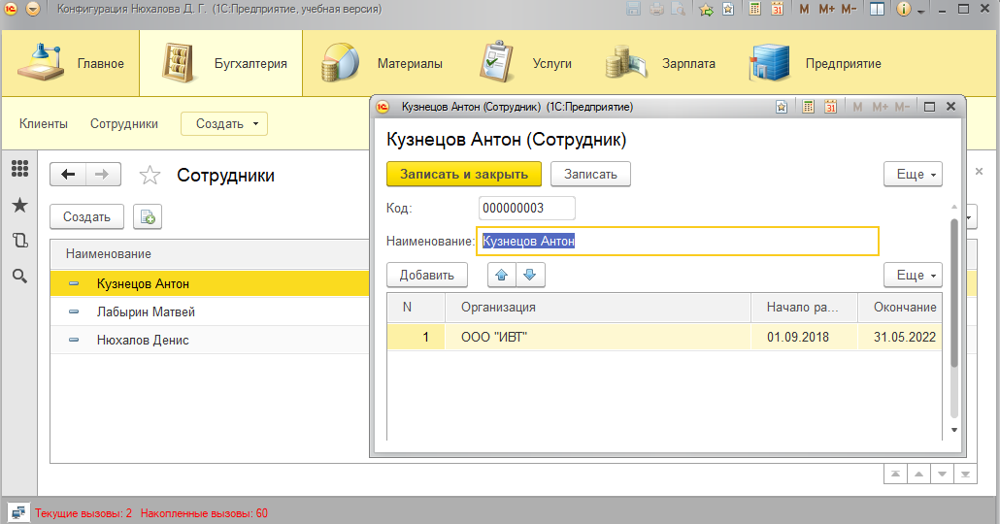 Конфигурация Нюхалова Д. Г. (1С:Предприятие, учебная версия)
M M+ M-
Главное Бугхалтерия Материалы Услуги Зарплата Предприятие
Клиенты Сотрудники Создать
Сотрудники
Создать
Наименование
Кузнецов Антон
Лабырин Матвей
Нюхалов Денис
Кузнецов Антон (Сотрудник) (1С:Предприятие)
M M+ M-
Кузнецов Антон (Сотрудник)
Записать и закрыть Записать Еще
Код: 000000003
Наименование: Кузнецов Антон
Добавить Еще
N Организация Начало ра... Окончание
1 ООО "ИВТ" 01.09.2018 31.05.2022
Текущие вызовы: 2 Накопленные вызовы: 60